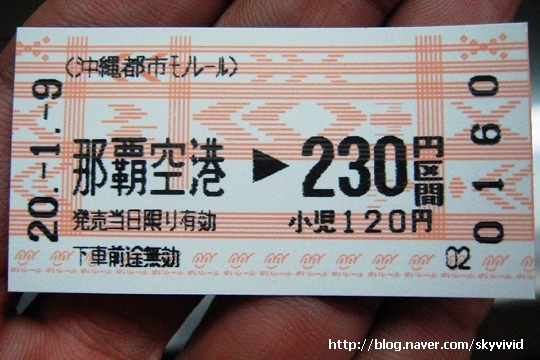 〈沖縄都市モノレール〉
20.-1.-9
那覇空港 ▶ 230円区間
発売当日限り有効 小児120円
下車前途無効
02
0160
http://blog.naver.com/skyvivid